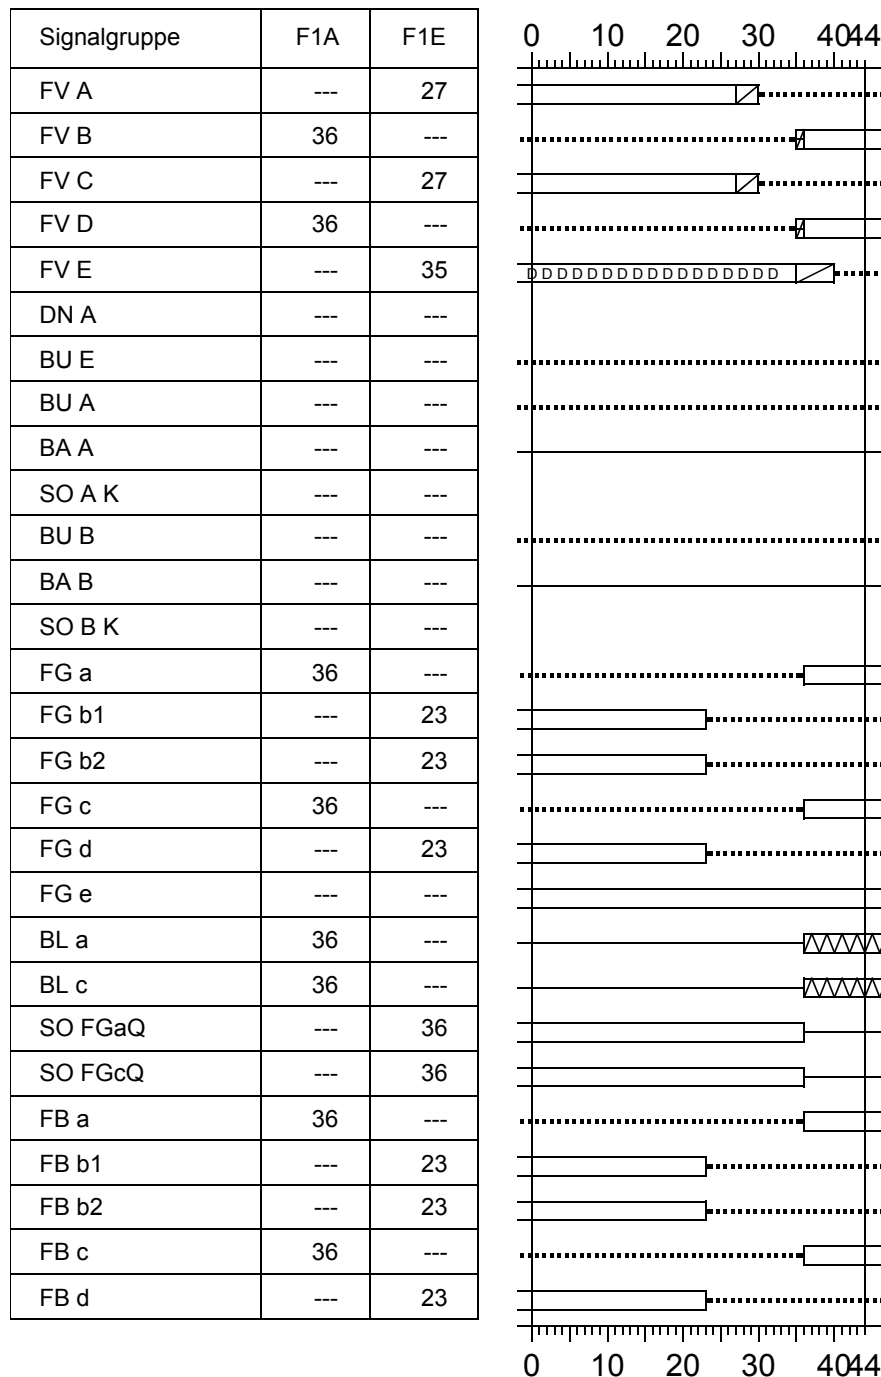 Signalgruppe F1A F1E 0 10 20 30 40 44
FV A --- 27
FV B 36 ---
FV C --- 27
FV D 36 ---
FV E --- 35 D D D D D D D D D D D D D D D D D
DN A --- ---
BU E --- ---
BU A --- ---
BA A --- ---
SO A K --- ---
BU B --- ---
BA B --- ---
SO B K --- ---
FG a 36 ---
FG b1 --- 23
FG b2 --- 23
FG c 36 ---
FG d --- 23
FG e --- ---
BL a 36 ---
BL c 36 ---
SO FGaQ --- 36
SO FGcQ --- 36
FB a 36 ---
FB b1 --- 23
FB b2 --- 23
FB c 36 ---
FB d --- 23
0 10 20 30 40 44